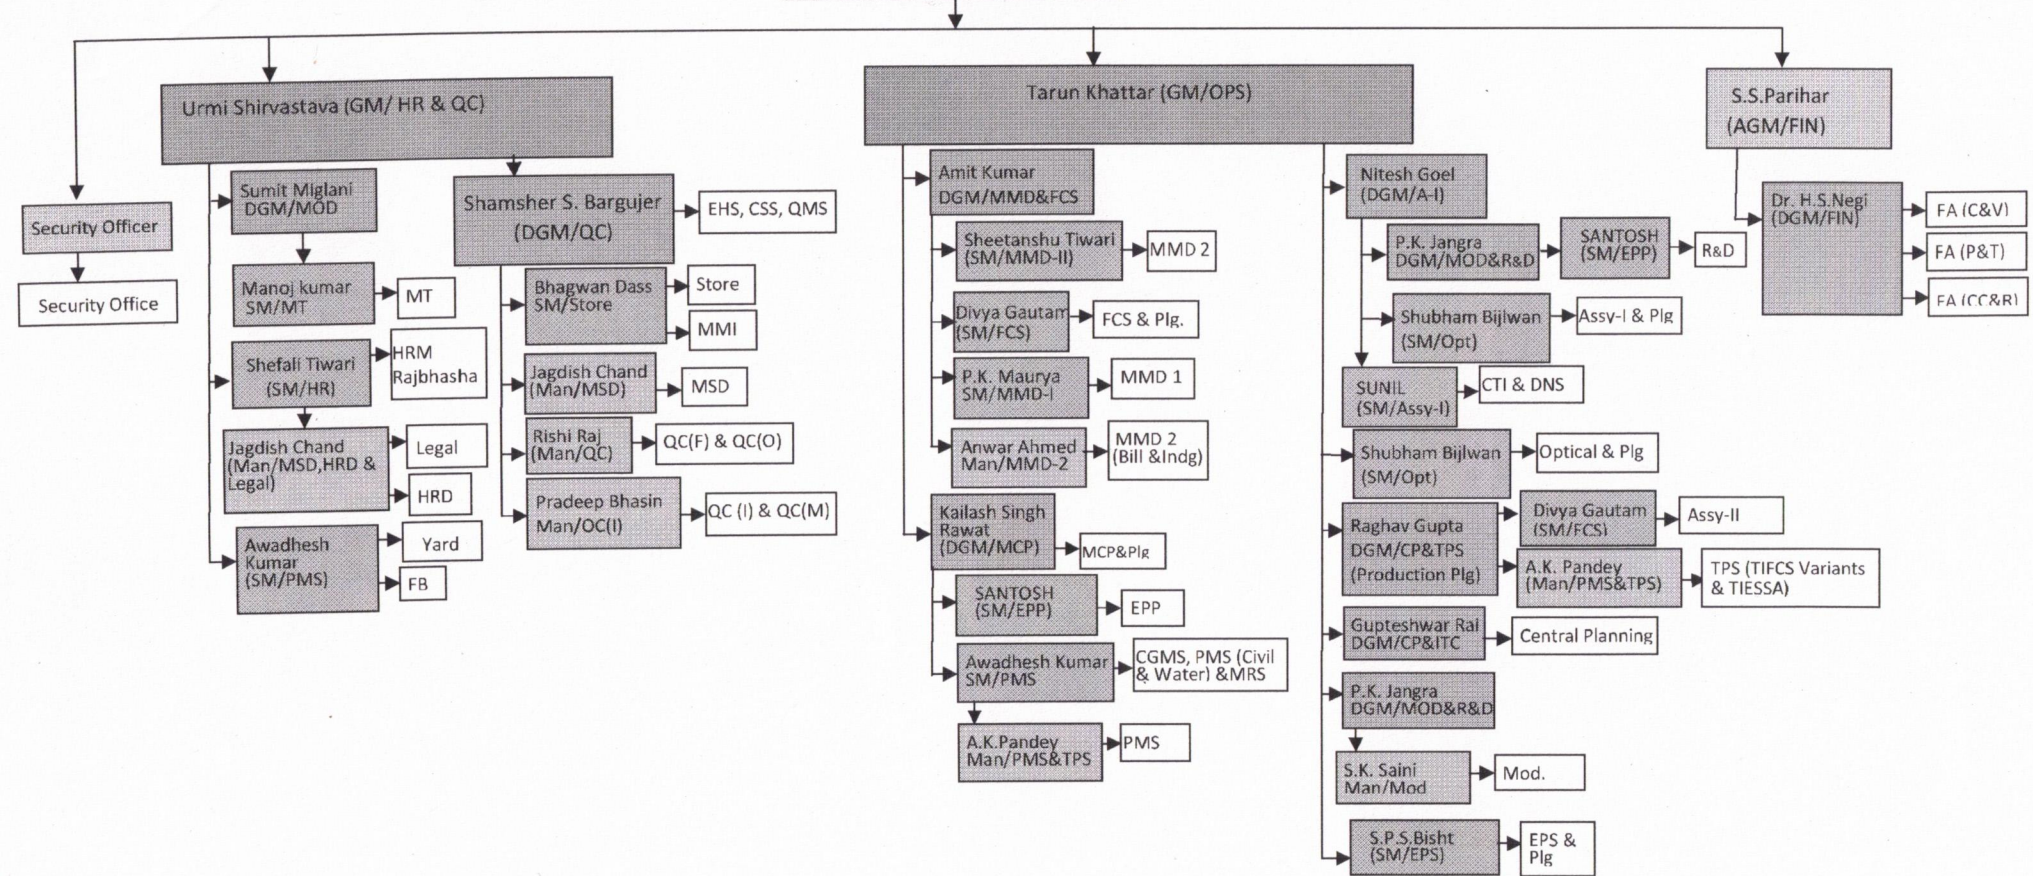 Urmi Shirvastava (GM/ HR & QC)
Tarun Khattar (GM/OPS)
S.S.Parihar
(AGM/FIN)
Security Officer
Security Office
Sumit Miglani
DGM/MOD
Manoj kumar
SM/MT
MT
Shefali Tiwari
(SM/HR)
HRM
Rajbhasha
Jagdish Chand
(Man/MSD,HRD &
Legal)
Legal
HRD
Awadhesh
Kumar
(SM/PMS)
Yard
FB
Shamsher S. Bargujer
(DGM/QC)
EHS, CSS, QMS
Bhagwan Dass
SM/Store
Store
MMI
Jagdish Chand
(Man/MSD)
MSD
Rishi Raj
(Man/QC)
QC(F) & QC(O)
Pradeep Bhasin
Man/QC(I)
QC (I) & QC(M)
Amit Kumar
DGM/MMD&FCS
Sheetanshu Tiwari
(SM/MMD-II)
MMD 2
Divya Gautam
(SM/FCS)
FCS & Plg.
P.K. Maurya
SM/MMD-I
MMD 1
Anwar Ahmed
Man/MMD-2
MMD 2
(Bill &Indg)
Kailash Singh
Rawat
(DGM/MCP)
MCP&Plg
SANTOSH
(SM/EPP)
EPP
Awadhesh Kumar
SM/PMS
CGMS, PMS (Civil
& Water) &MRS
A.K.Pandey
Man/PMS&TPS
PMS
Nitesh Goel
(DGM/A-I)
P.K. Jangra
DGM/MOD&R&D
SANTOSH
(SM/EPP)
R&D
Shubham Bijlwan
(SM/Opt)
Assy-I & Plg
SUNIL
(SM/Assy-I)
CTI & DNS
Shubham Bijlwan
(SM/Opt)
Optical & Plg
Raghav Gupta
DGM/CP&TPS
(Production Plg)
Divya Gautam
(SM/FCS)
Assy-II
A.K. Pandey
(Man/PMS&TPS)
TPS (TIFCS Variants
& TIESSA)
Gupteshwar Rai
DGM/CP&ITC
Central Planning
P.K. Jangra
DGM/MOD&R&D
S.K. Saini
Man/Mod
Mod.
S.P.S.Bisht
(SM/EPS)
EPS &
Plg
Dr. H.S.Negi
(DGM/FIN)
FA (C&V)
FA (P&T)
FA (CC&B)